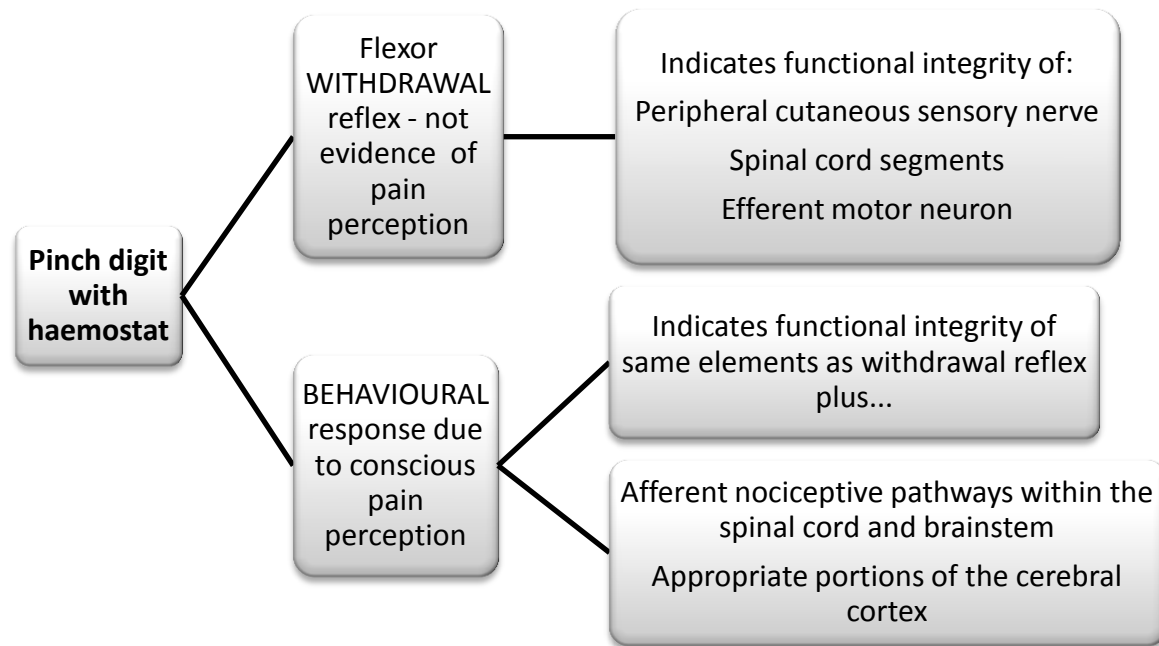 Pinch digit
with
haemostat
Flexor
WITHDRAWAL
reflex - not
evidence of
pain
perception
Indicates functional integrity of:
Peripheral cutaneous sensory nerve
Spinal cord segments
Efferent motor neuron
BEHAVIOURAL
response due
to conscious
pain
perception
Indicates functional integrity of
same elements as withdrawal reflex
plus...
Afferent nociceptive pathways within the
spinal cord and brainstem
Appropriate portions of the cerebral
cortex